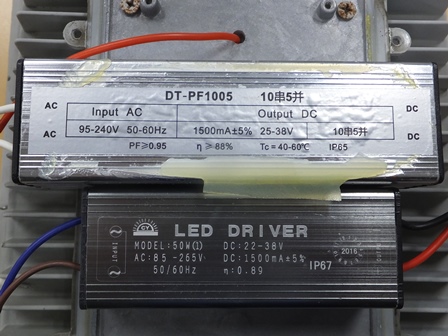 DT-PF1005 10串5并
AC DC
Input AC Output DC
AC DC
95-240V 50-60Hz 1500mA±5% 25-38V 10串5并
PF≥0.95 η≥88% Tc=40-60℃ IP65
LED DRIVER
INPUT
MODEL:50W(1) DC:22-38V
AC:85-265V DC:1500mA±5%
50/60Hz η:0.89 IP67
2016